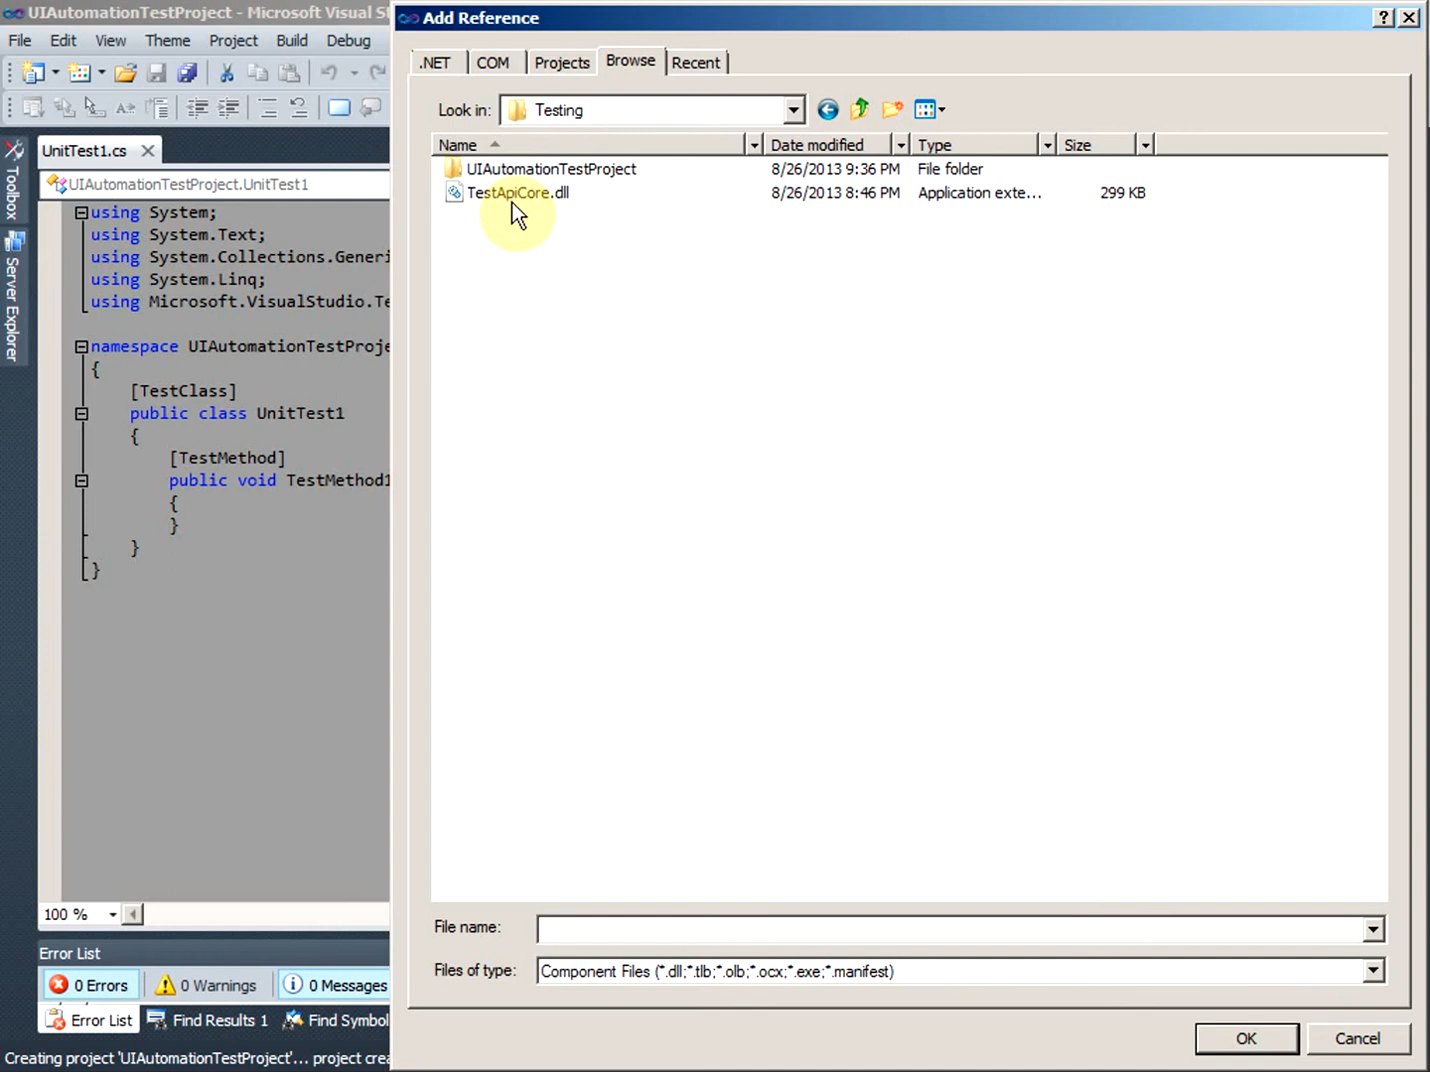 UIAutomationTestProject - Microsoft Visual St
File Edit View Theme Project Build Debug
UnitTest1.cs
UIAutomationTestProject.UnitTest1
Toolbox
Server Explorer
using System;
using System.Text;
using System.Collections.Generi
using System.Linq;
using Microsoft.VisualStudio.Te
namespace UIAutomationTestProje
{
[TestClass]
public class UnitTest1
{
[TestMethod]
public void TestMethod1
{
}
}
}
100 %
Error List
0 Errors 0 Warnings 0 Messages
Error List Find Results 1 Find Symbol
Creating project 'UIAutomationTestProject'... project crea
Add Reference
.NET COM Projects Browse Recent
Look in: Testing
Name Date modified Type Size
UIAutomationTestProject 8/26/2013 9:36 PM File folder
TestApiCore.dll 8/26/2013 8:46 PM Application exte... 299 KB
File name:
Files of type: Component Files (*.dll;*.tlb;*.olb;*.ocx;*.exe;*.manifest)
OK Cancel